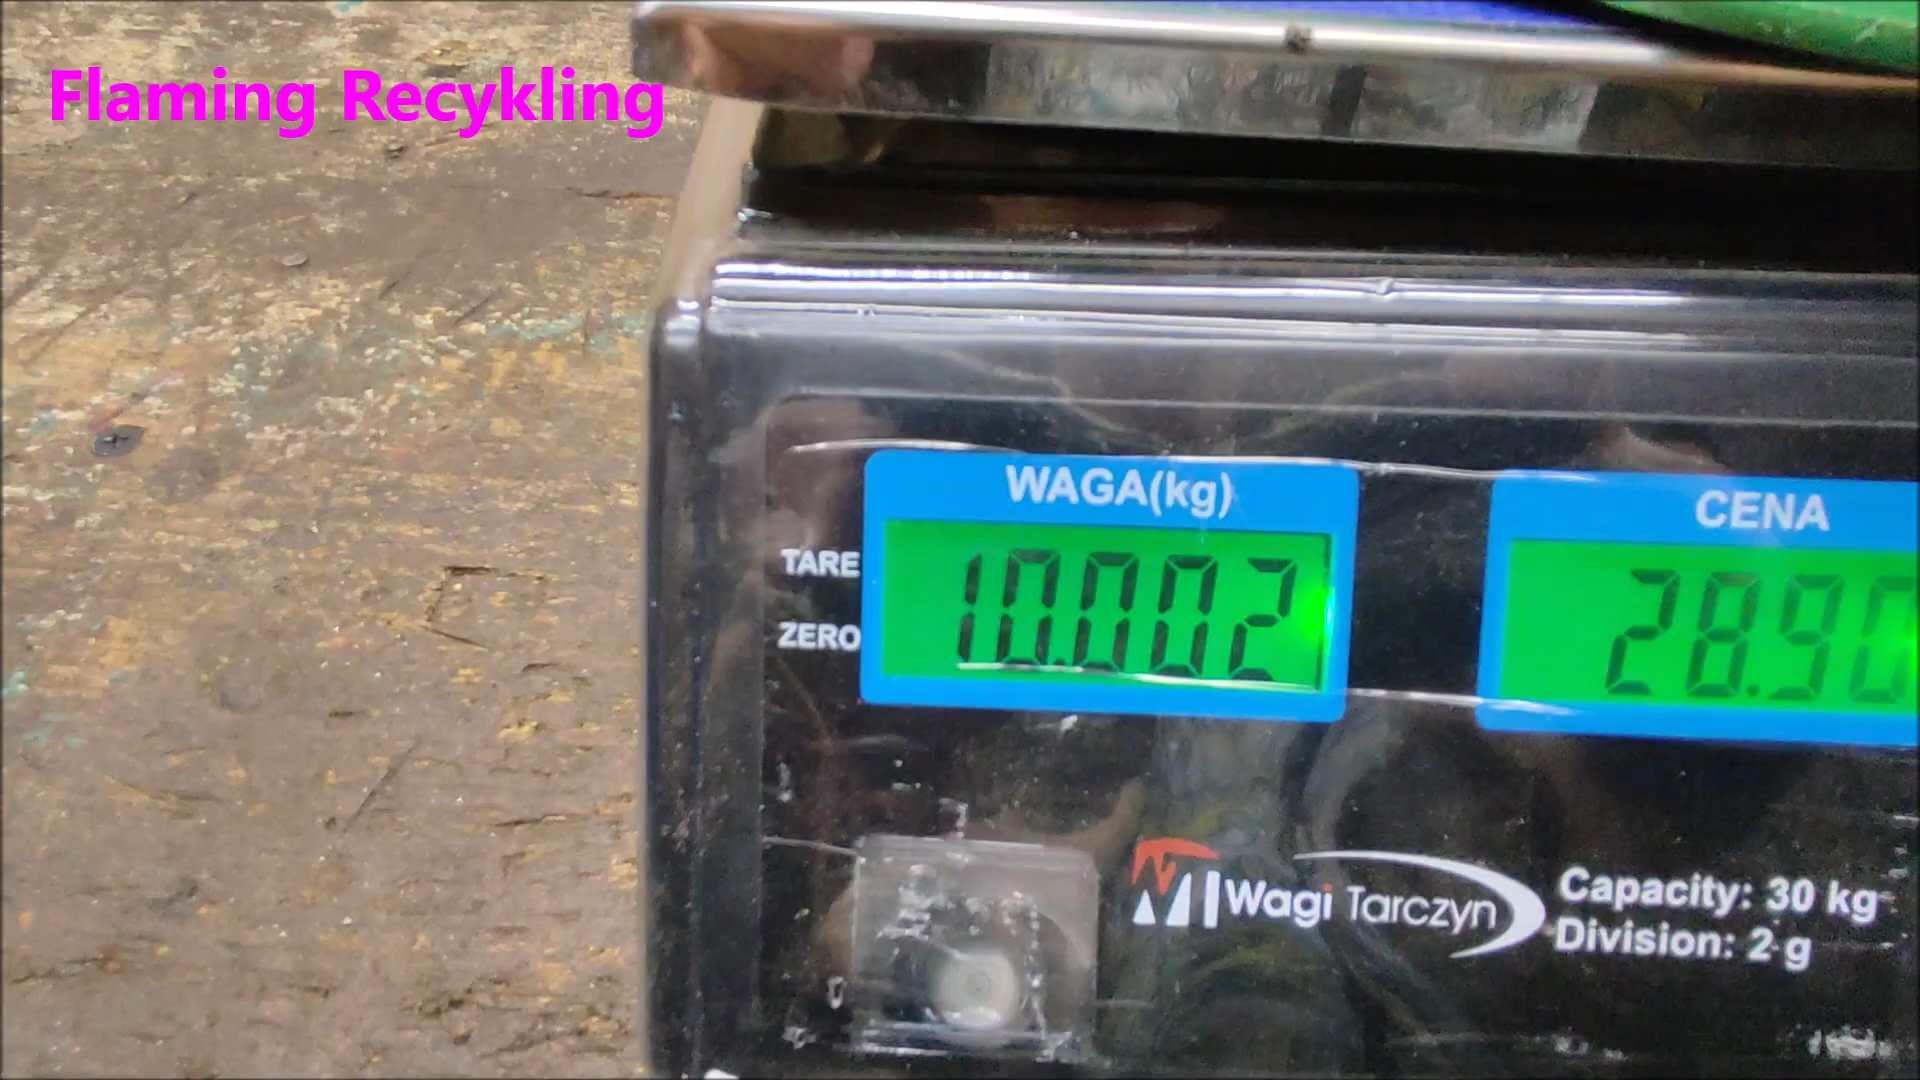 Flaming Recykling
WAGA(kg)
CENA
TARE
10.002
28.90
ZERO
Wagi Tarczyn
Capacity: 30 kg
Division: 2 g